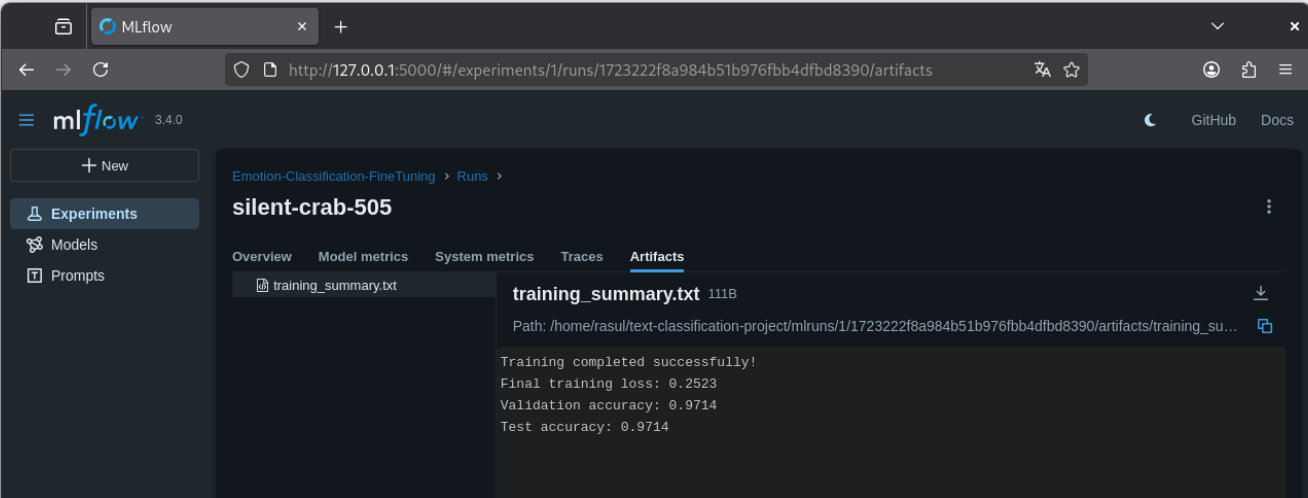 MLflow
http://127.0.0.1:5000/#/experiments/1/runs/1723222f8a984b51b976fbb4dfbd8390/artifacts
mlflow 3.4.0
GitHub
Docs
New
Experiments
Models
Prompts
Emotion-Classification-FineTuning > Runs >
silent-crab-505
Overview Model metrics System metrics Traces Artifacts
training_summary.txt
training_summary.txt 111B
Path: /home/rasul/text-classification-project/mlruns/1/1723222f8a984b51b976fbb4dfbd8390/artifacts/training_su...
Training completed successfully!
Final training loss: 0.2523
Validation accuracy: 0.9714
Test accuracy: 0.9714